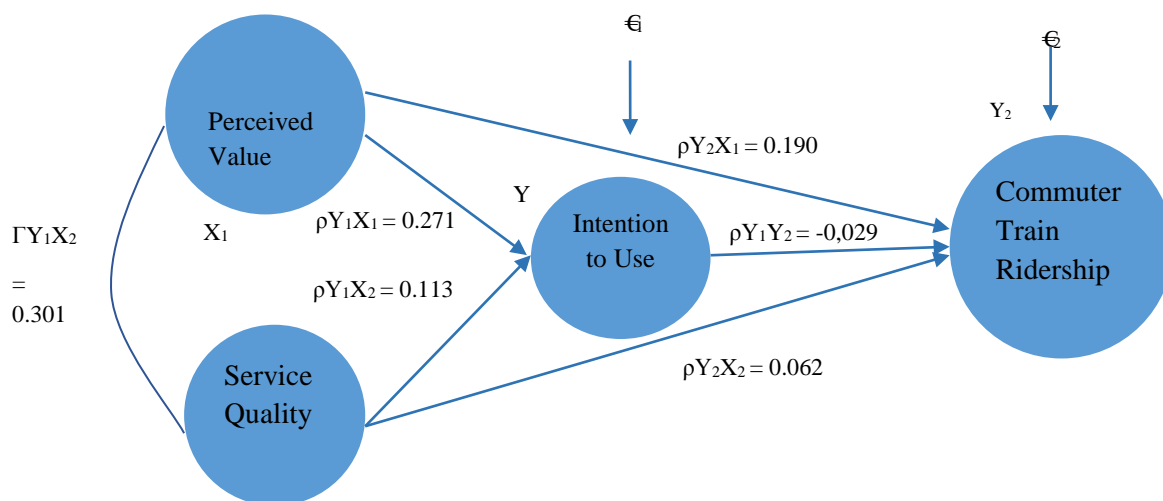 €1
€2
Y₂
Perceived
Value
ρY₂X₁ = 0.190
Commuter
Train
Ridership
Y
Intention
to Use
X₁
ρY₁X₁ = 0.271
ρY₁Y₂ = -0,029
ΓY₁X₂
=
0.301
ρY₁X₂ = 0.113
Service
Quality
ρY₂X₂ = 0.062